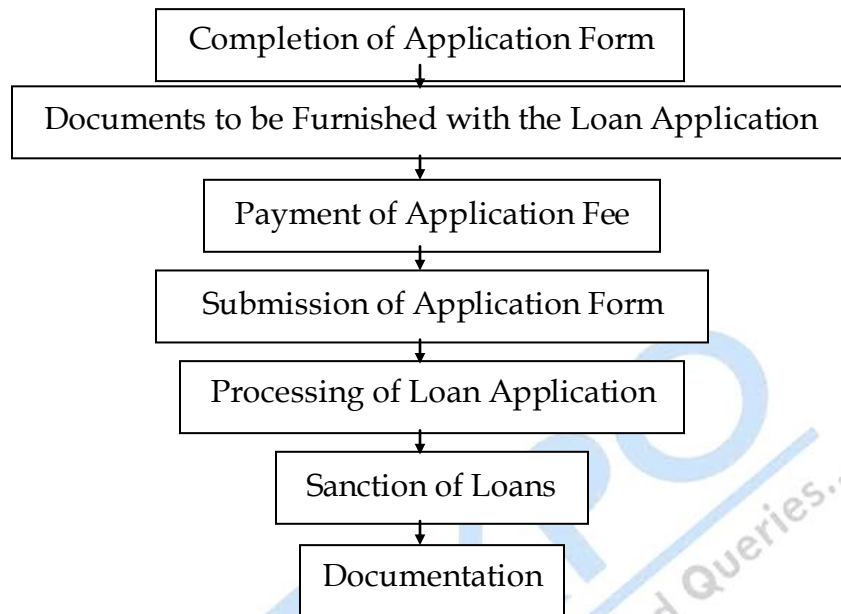 Completion of Application Form
Documents to be Furnished with the Loan Application
Payment of Application Fee
Submission of Application Form
Processing of Loan Application
Sanction of Loans
Documentation
Queries..